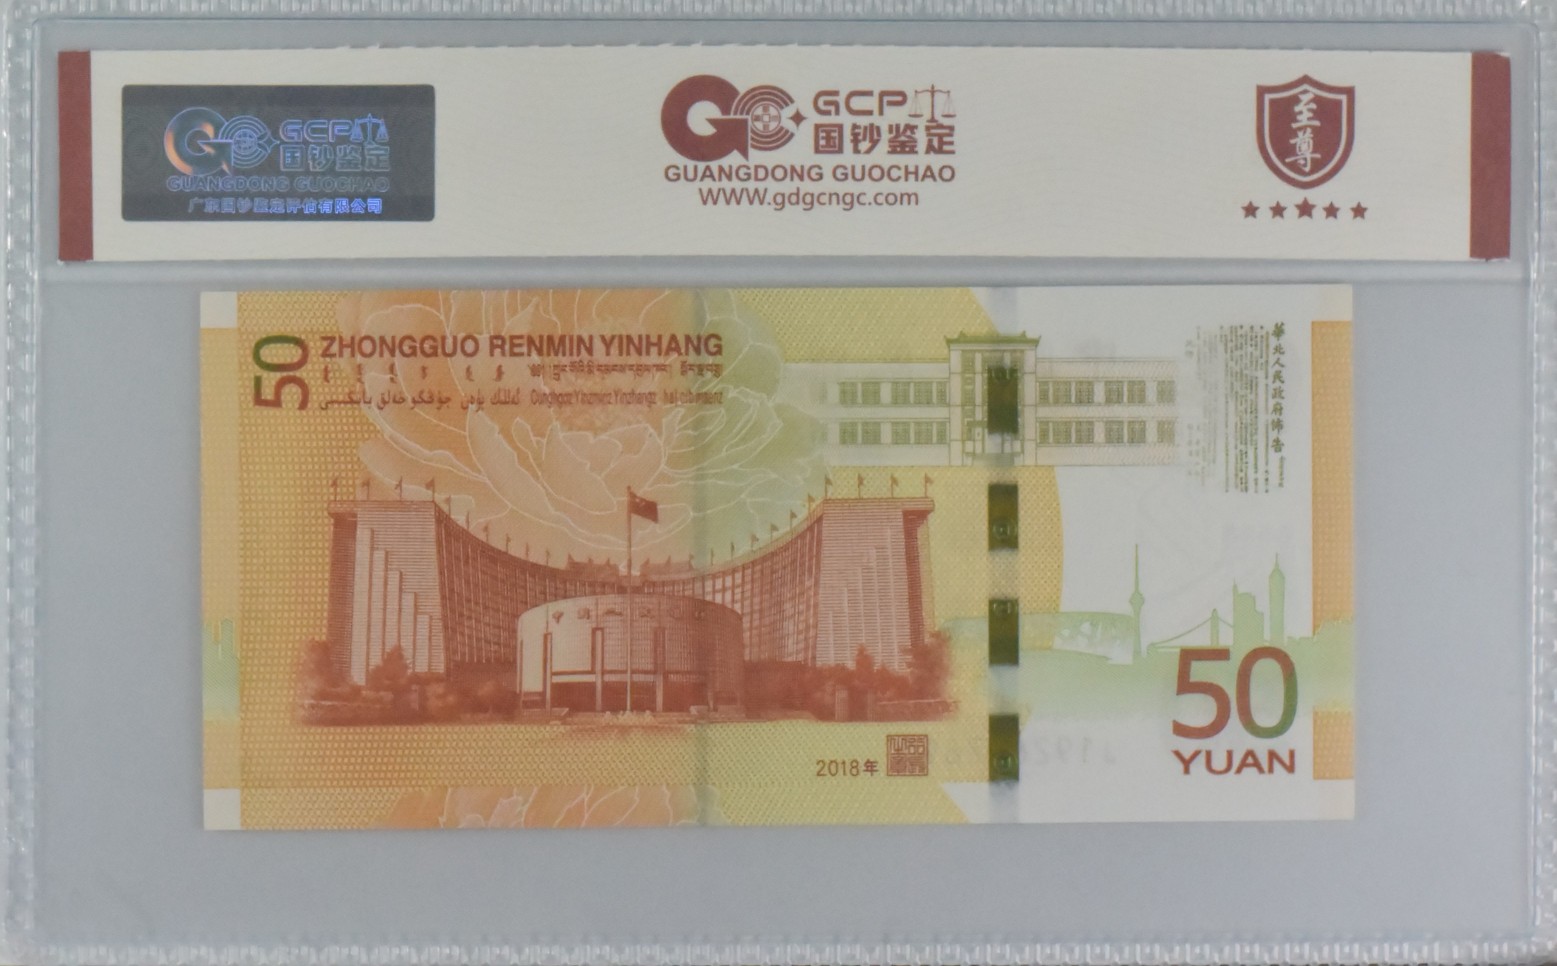 GCP
国钞鉴定
GUANGDONG GUOCHAO
广东国钞鉴定评估有限公司
GCP
国钞鉴定
GUANGDONG GUOCHAO
WWW.gdgcngc.com
至尊
50
ZHONGGUO RENMIN YINHANG
华北人民政府佈告
2018年
50
YUAN